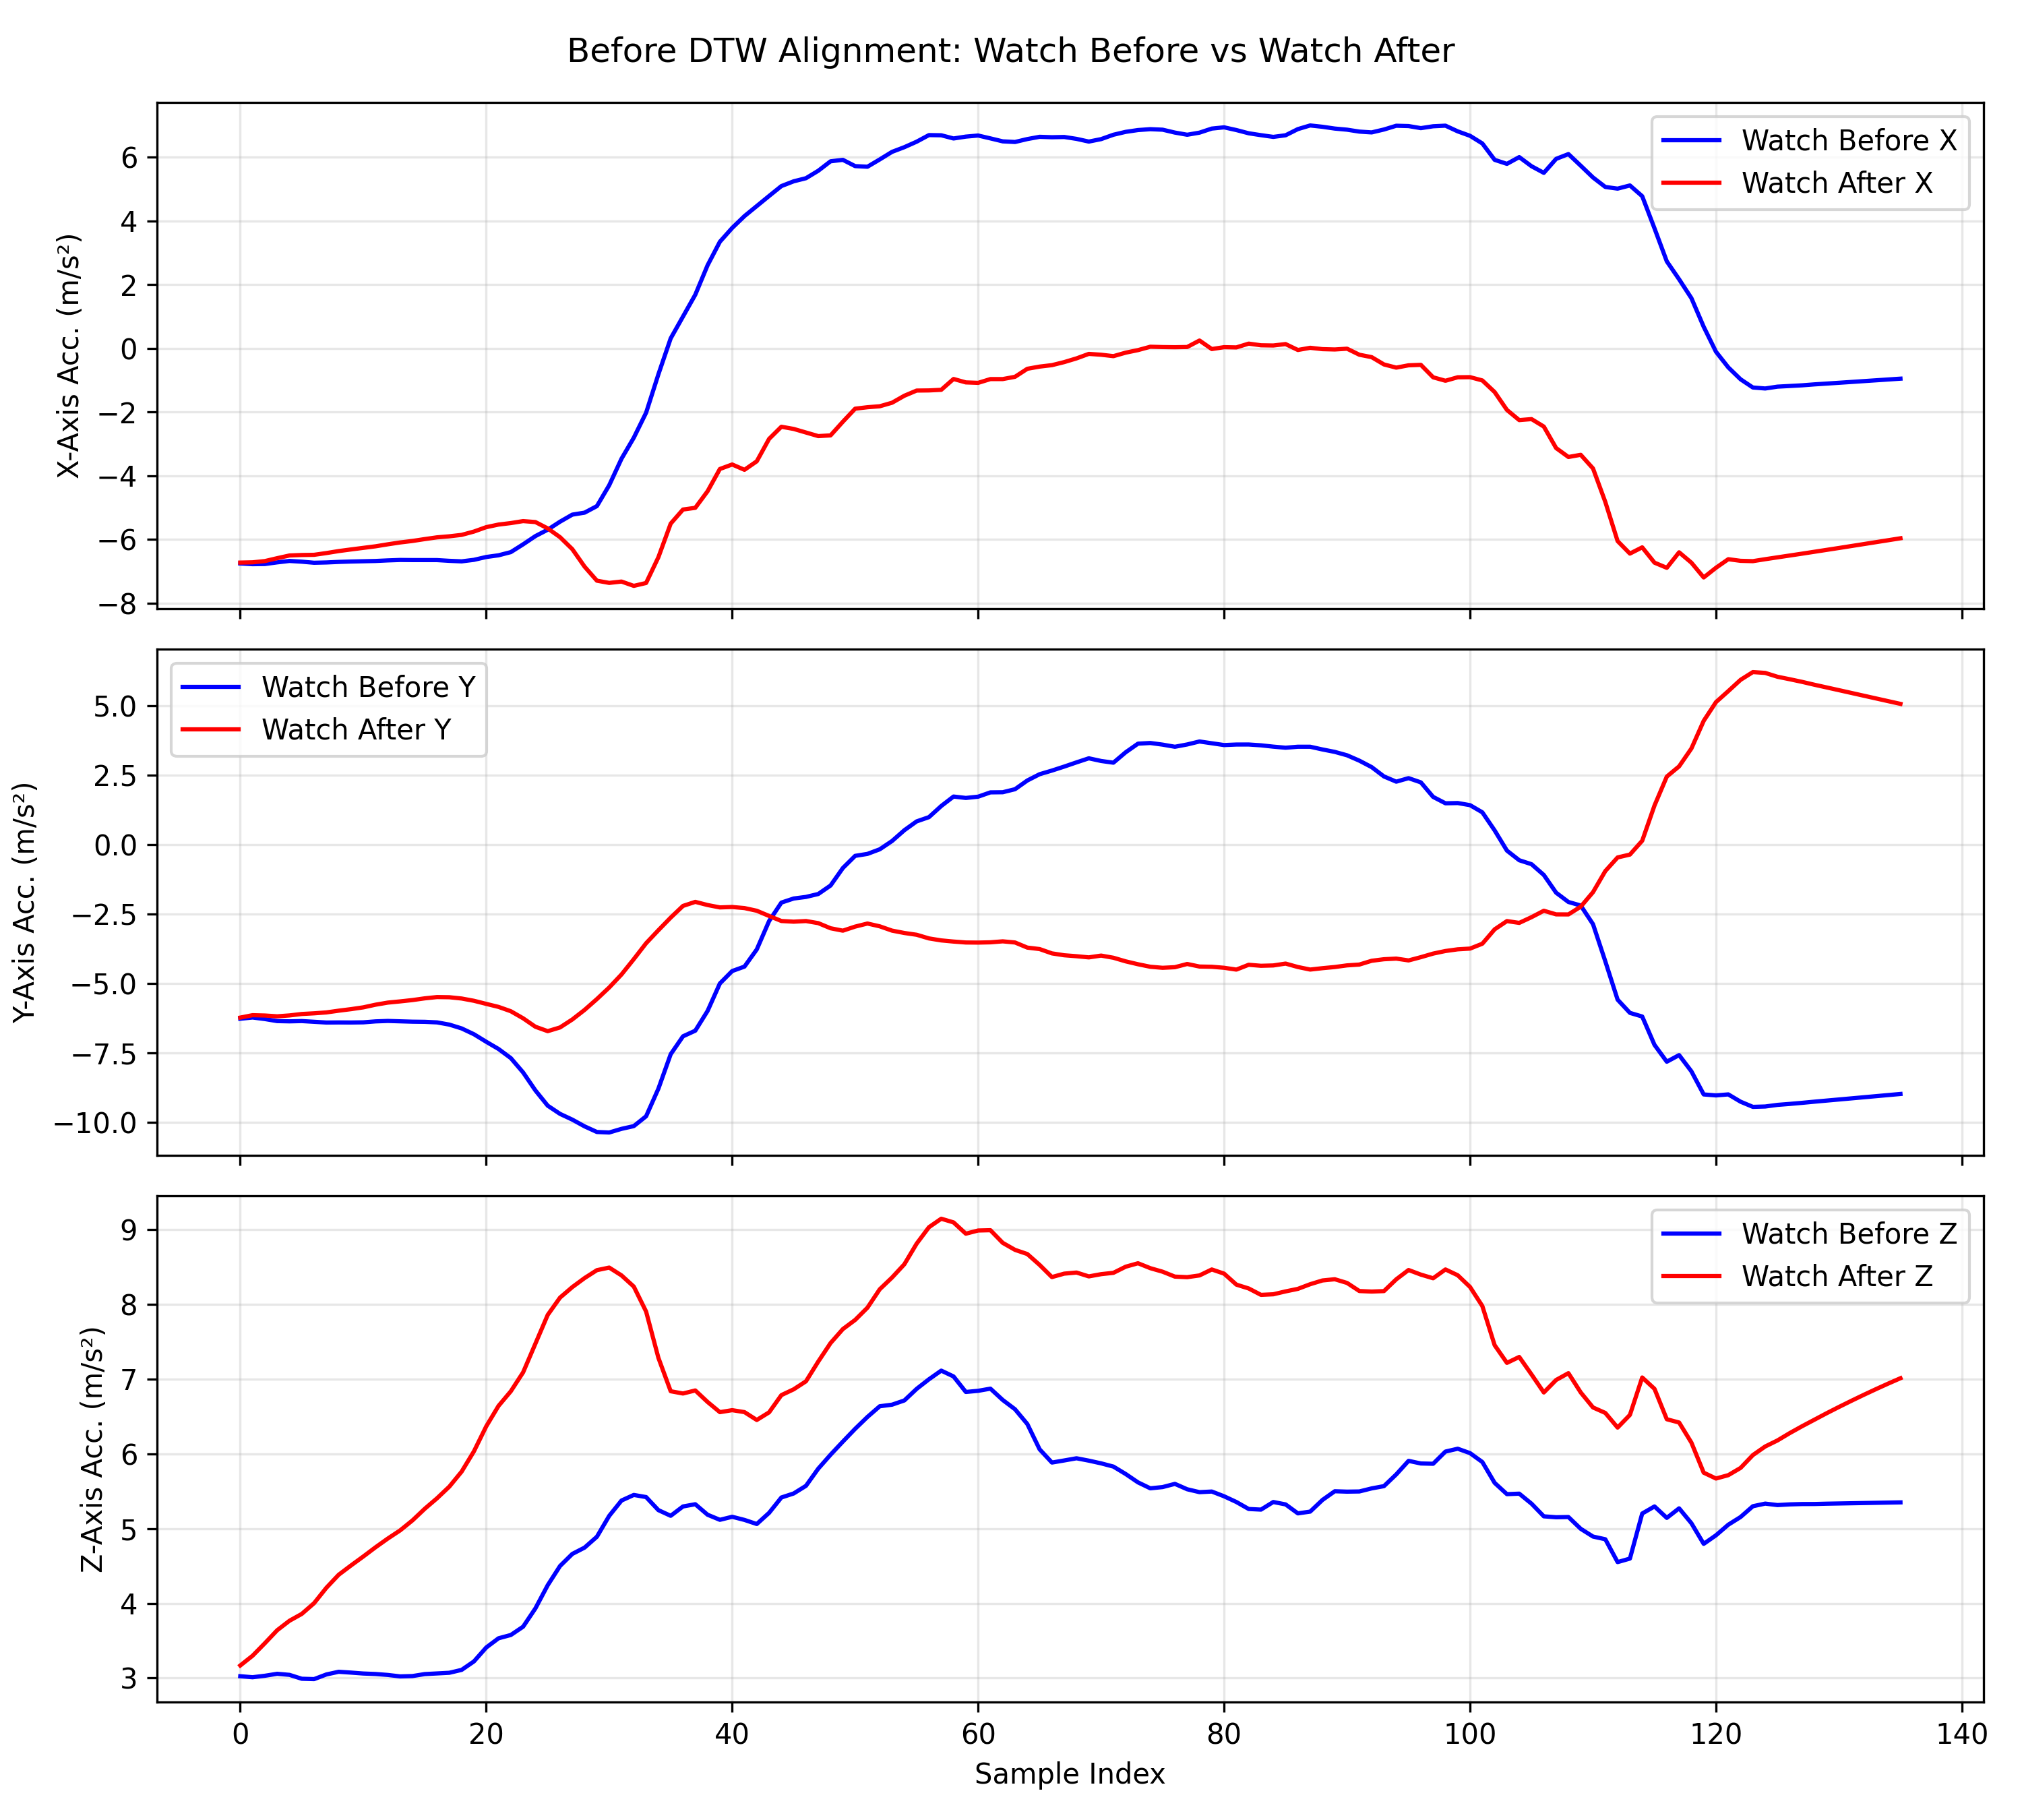 Before DTW Alignment: Watch Before vs Watch After
X-Axis Acc. (m/s²)
6
4
2
0
−2
−4
−6
−8
Watch Before X
Watch After X
Y-Axis Acc. (m/s²)
5.0
2.5
0.0
−2.5
−5.0
−7.5
−10.0
Watch Before Y
Watch After Y
Z-Axis Acc. (m/s²)
9
8
7
6
5
4
3
Watch Before Z
Watch After Z
0 20 40 60 80 100 120 140
Sample Index